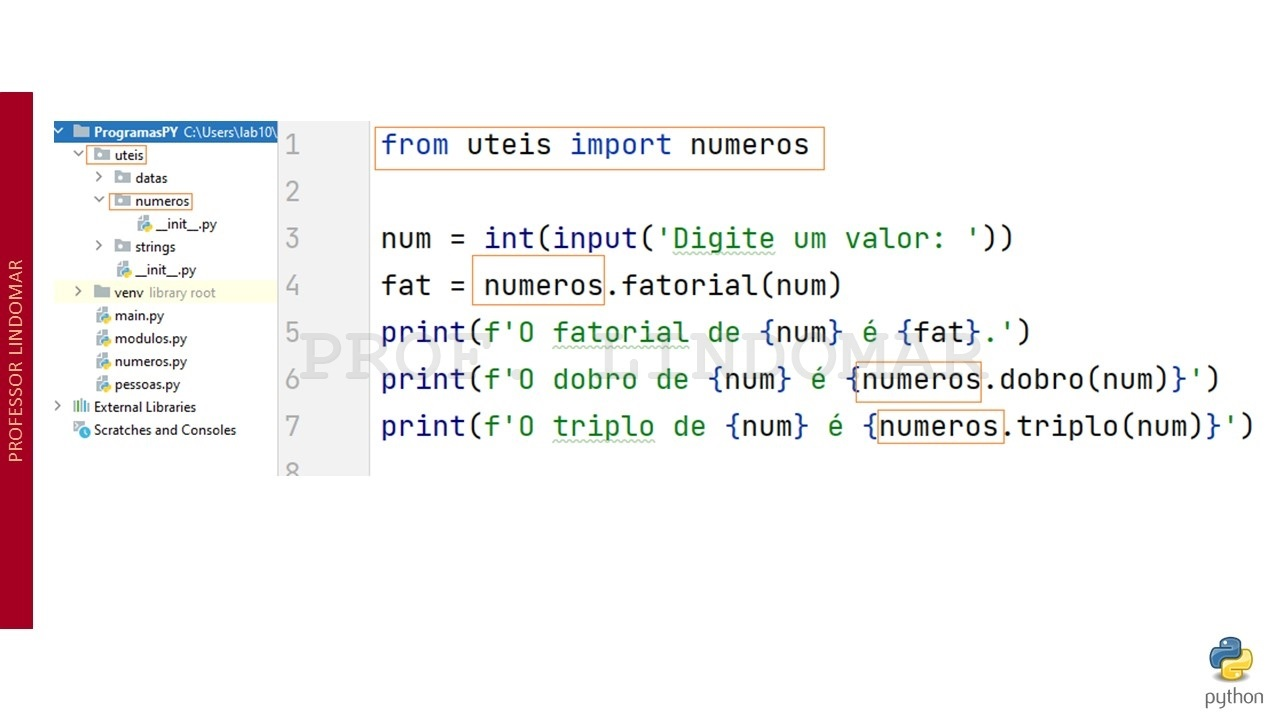 PROFESSOR LINDOMAR
ProgramasPY C:\Users\lab10\
uteis
datas
numeros
__init__.py
strings
__init__.py
venv library root
main.py
modulos.py
numeros.py
pessoas.py
External Libraries
Scratches and Consoles
1 from uteis import numeros
2
3 num = int(input('Digite um valor: '))
4 fat = numeros.fatorial(num)
5 print(f'O fatorial de {num} é {fat}.')
6 print(f'O dobro de {num} é {numeros.dobro(num)}')
7 print(f'O triplo de {num} é {numeros.triplo(num)}')
8
PROF. LINDOMAR
python